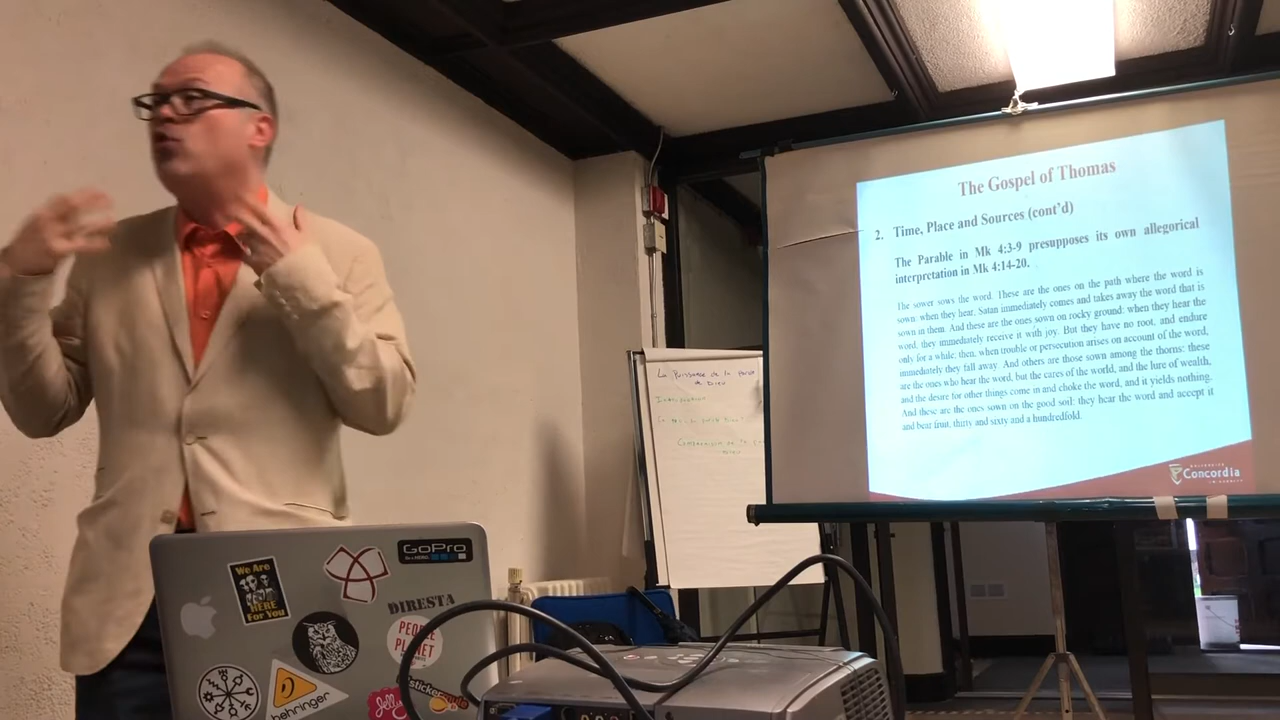 The Gospel of Thomas
2. Time, Place and Sources (cont'd)
The Parable in Mk 4:3-9 presupposes its own allegorical
interpretation in Mk 4:14-20.
The sower sows the word. These are the ones on the path where the word is
sown: when they hear, Satan immediately comes and takes away the word that is
sown in them. And these are the ones sown on rocky ground: when they hear the
word, they immediately receive it with joy. But they have no root, and endure
only for a while; then, when trouble or persecution arises on account of the word,
immediately they fall away. And others are those sown among the thorns: these
are the ones who hear the word, but the cares of the world, and the lure of wealth,
and the desire for other things come in and choke the word, and it yields nothing.
And these are the ones sown on the good soil: they hear the word and accept it
and bear fruit, thirty and sixty and a hundredfold.
Concordia
La Puissance de la
de Dieu
Introduction
GoPro
We Are
HERE
For You
DIRESTA
PEOPLE
PLANET
behringer
Jelly
sticker